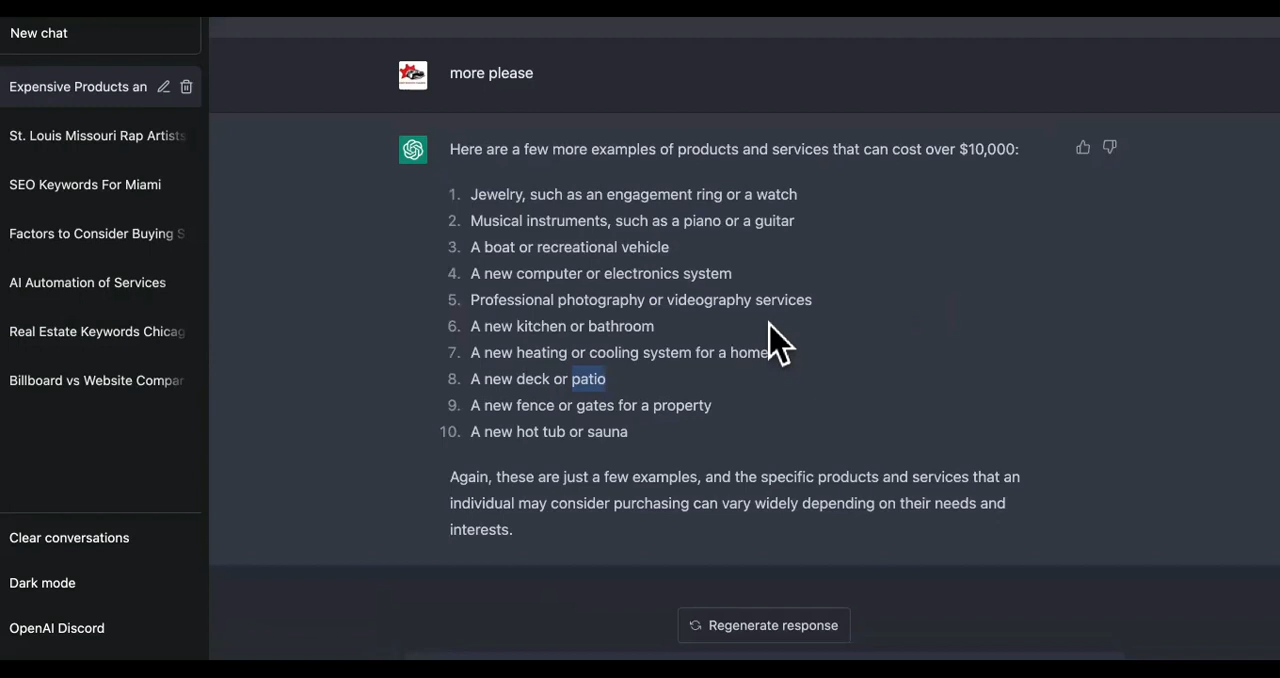 New chat
Expensive Products an
St. Louis Missouri Rap Artists
SEO Keywords For Miami
Factors to Consider Buying S
AI Automation of Services
Real Estate Keywords Chicag
Billboard vs Website Compar
Clear conversations
Dark mode
OpenAI Discord
more please
Here are a few more examples of products and services that can cost over $10,000:
1. Jewelry, such as an engagement ring or a watch
2. Musical instruments, such as a piano or a guitar
3. A boat or recreational vehicle
4. A new computer or electronics system
5. Professional photography or videography services
6. A new kitchen or bathroom
7. A new heating or cooling system for a home
8. A new deck or patio
9. A new fence or gates for a property
10. A new hot tub or sauna
Again, these are just a few examples, and the specific products and services that an
individual may consider purchasing can vary widely depending on their needs and
interests.
Regenerate response